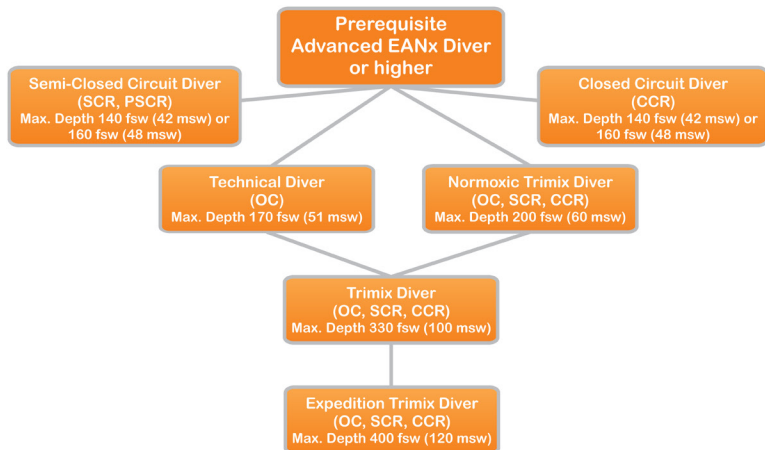 Prerequisite
Advanced EANx Diver
or higher
Semi-Closed Circuit Diver
(SCR, PSCR)
Max. Depth 140 fsw (42 msw) or
160 fsw (48 msw)
Closed Circuit Diver
(CCR)
Max. Depth 140 fsw (42 msw) or
160 fsw (48 msw)
Technical Diver
(OC)
Max. Depth 170 fsw (51 msw)
Normoxic Trimix Diver
(OC, SCR, CCR)
Max. Depth 200 fsw (60 msw)
Trimix Diver
(OC, SCR, CCR)
Max. Depth 330 fsw (100 msw)
Expedition Trimix Diver
(OC, SCR, CCR)
Max. Depth 400 fsw (120 msw)